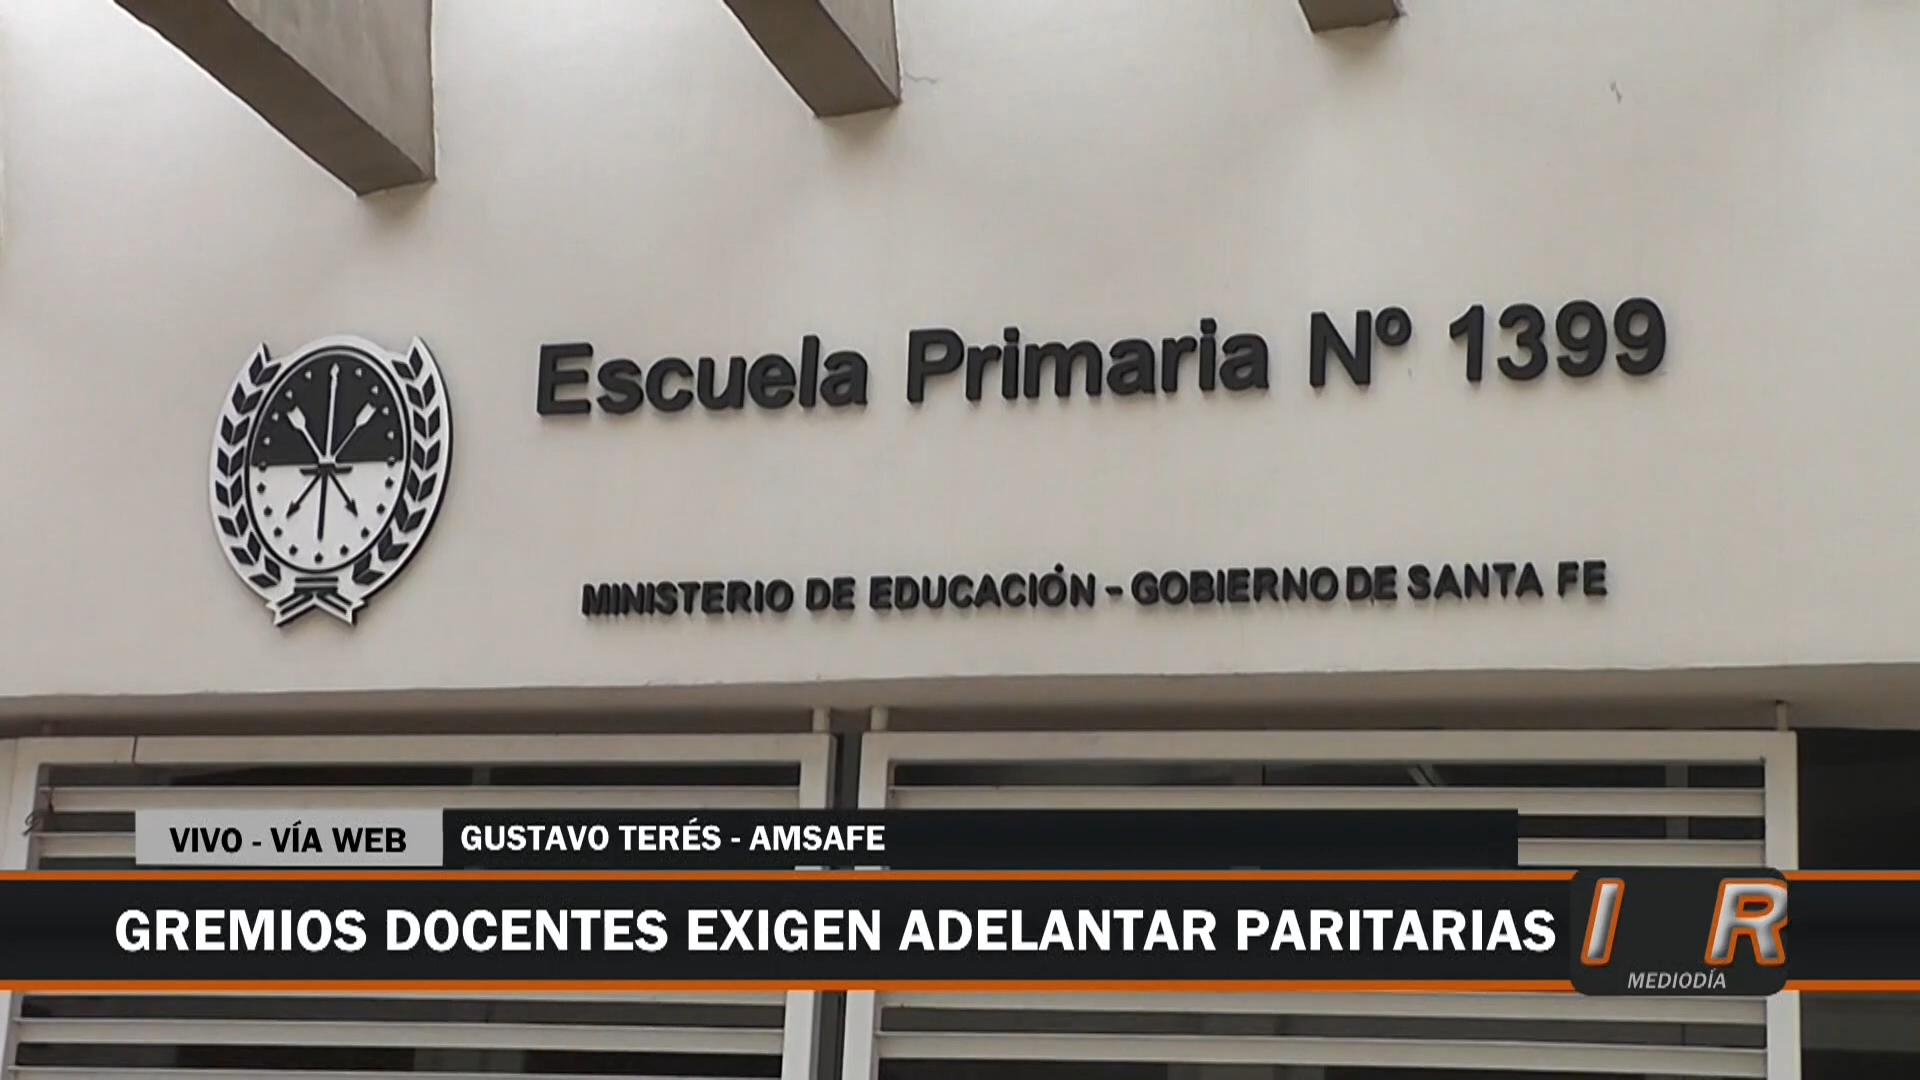 Escuela Primaria Nº 1399
MINISTERIO DE EDUCACIÓN - GOBIERNO DE SANTA FE
VIVO - VÍA WEB
GUSTAVO TERÉS - AMSAFE
GREMIOS DOCENTES EXIGEN ADELANTAR PARITARIAS
I R
MEDIODÍA